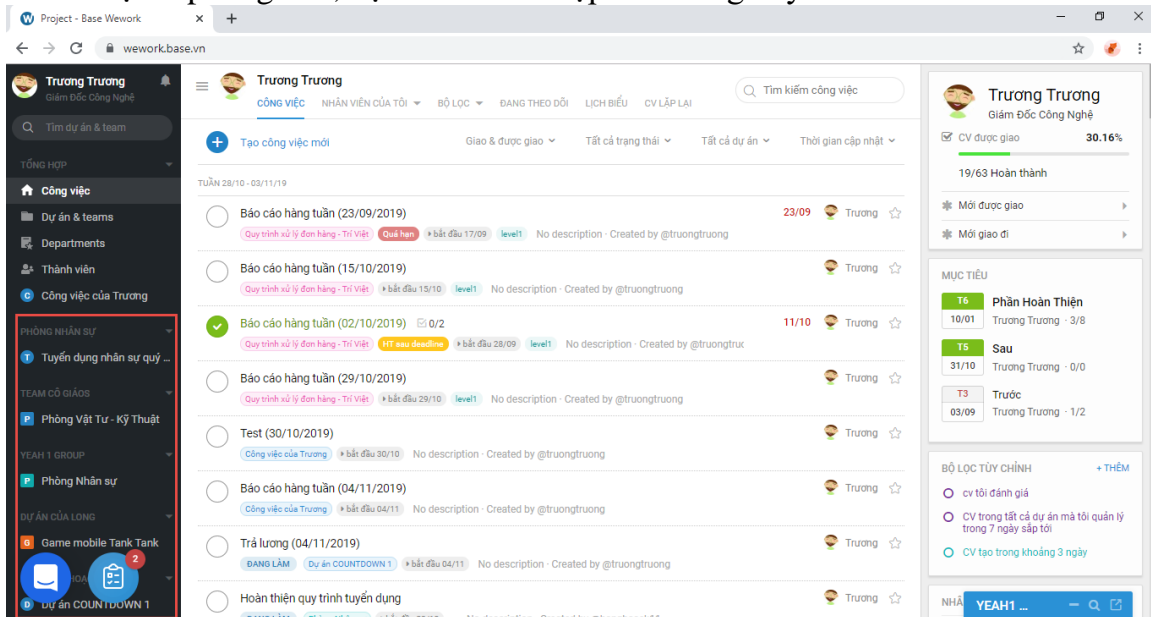 Project - Base Wework
wework.base.vn
Trương Trương
Giám Đốc Công Nghệ
Tìm dự án & team
TỔNG HỢP
Công việc
Dự án & teams
Departments
Thành viên
C Công việc của Trương
PHÒNG NHÂN SỰ
T Tuyển dụng nhân sự quý ...
TEAM CÔ GIÁOS
P Phòng Vật Tư - Kỹ Thuật
YEAH 1 GROUP
P Phòng Nhân sự
DỰ ÁN CỦA LONG
G Game mobile Tank Tank
2
D Dự án COUNTDOWN 1
Trương Trương
CÔNG VIỆC NHÂN VIÊN CỦA TÔI BỘ LỌC ĐANG THEO DÕI LỊCH BIỂU CV LẶP LẠI
Tìm kiếm công việc
Tạo công việc mới Giao & được giao Tất cả trạng thái Tất cả dự án Thời gian cập nhật
TUẦN 28/10 - 03/11/19
Báo cáo hàng tuần (23/09/2019) 23/09 Trương
Quy trình xử lý đơn hàng - Trí Việt Quá hạn bắt đầu 17/09 level1 No description · Created by @truongtruong
Báo cáo hàng tuần (15/10/2019) Trương
Quy trình xử lý đơn hàng - Trí Việt bắt đầu 15/10 level1 No description · Created by @truongtruong
Báo cáo hàng tuần (02/10/2019) 0/2 11/10 Trương
Quy trình xử lý đơn hàng - Trí Việt HT sau deadline bắt đầu 28/09 level1 No description · Created by @truongtruc
Báo cáo hàng tuần (29/10/2019) Trương
Quy trình xử lý đơn hàng - Trí Việt bắt đầu 29/10 level1 No description · Created by @truongtruong
Test (30/10/2019) Trương
Công việc của Trương bắt đầu 30/10 No description · Created by @truongtruong
Báo cáo hàng tuần (04/11/2019) Trương
Công việc của Trương bắt đầu 04/11 No description · Created by @truongtruong
Trả lương (04/11/2019) Trương
ĐANG LÀM Dự án COUNTDOWN 1 bắt đầu 04/11 No description · Created by @truongtruong
Hoàn thiện quy trình tuyển dụng Trương
Trương Trương
Giám Đốc Công Nghệ
CV được giao 30.16%
19/63 Hoàn thành
Mới được giao
Mới giao đi
MỤC TIÊU
T6 Phần Hoàn Thiện
10/01 Trương Trương · 3/8
T5 Sau
31/10 Trương Trương · 0/0
T3 Trước
03/09 Trương Trương · 1/2
BỘ LỌC TÙY CHỈNH + THÊM
cv tôi đánh giá
CV trong tất cả dự án mà tôi quản lý
trong 7 ngày sắp tới
CV tạo trong khoảng 3 ngày
YEAH1 ...